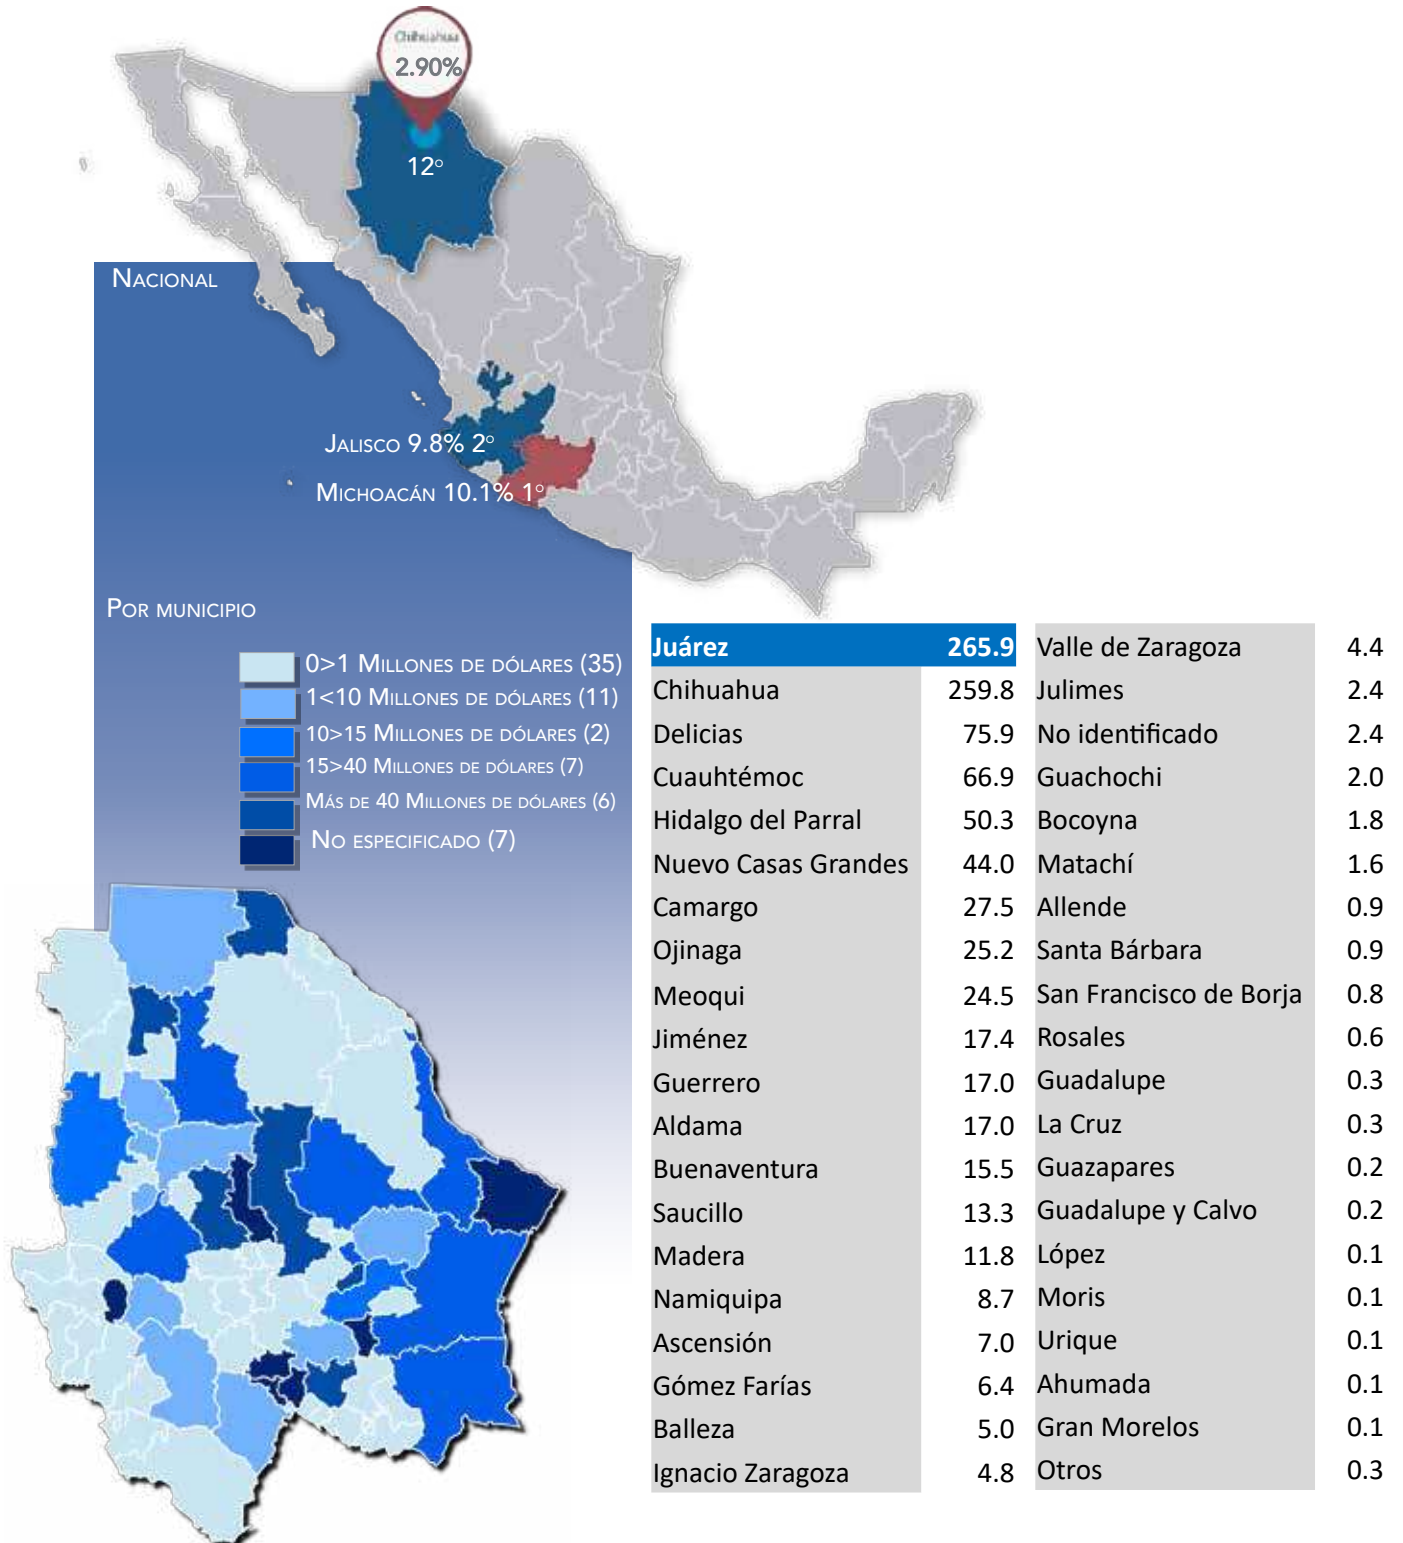 Chihuahua
2.90%
12°
Nacional
Jalisco 9.8% 2°
Michoacán 10.1% 1°
Por municipio
0>1 Millones de dólares (35)
1<10 Millones de dólares (11)
10>15 Millones de dólares (2)
15>40 Millones de dólares (7)
Más de 40 Millones de dólares (6)
No especificado (7)
Juárez 265.9
Chihuahua 259.8
Delicias 75.9
Cuauhtémoc 66.9
Hidalgo del Parral 50.3
Nuevo Casas Grandes 44.0
Camargo 27.5
Ojinaga 25.2
Meoqui 24.5
Jiménez 17.4
Guerrero 17.0
Aldama 17.0
Buenaventura 15.5
Saucillo 13.3
Madera 11.8
Namiquipa 8.7
Ascensión 7.0
Gómez Farías 6.4
Balleza 5.0
Ignacio Zaragoza 4.8
Valle de Zaragoza 4.4
Julimes 2.4
No identificado 2.4
Guachochi 2.0
Bocoyna 1.8
Matachí 1.6
Allende 0.9
Santa Bárbara 0.9
San Francisco de Borja 0.8
Rosales 0.6
Guadalupe 0.3
La Cruz 0.3
Guazapares 0.2
Guadalupe y Calvo 0.2
López 0.1
Moris 0.1
Urique 0.1
Ahumada 0.1
Gran Morelos 0.1
Otros 0.3